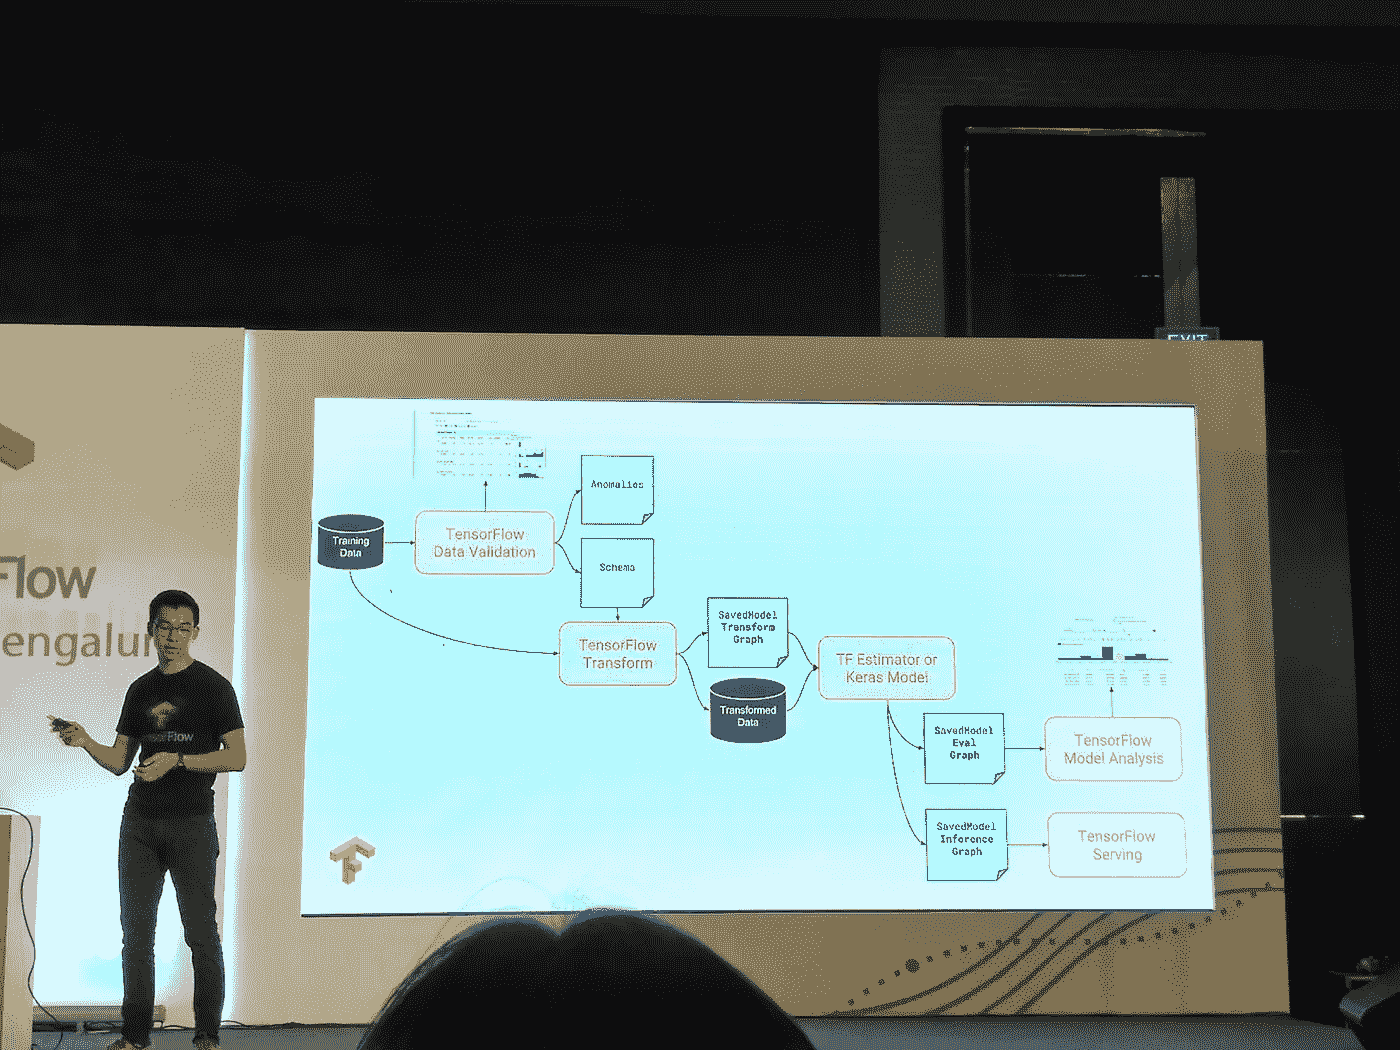 EXIT
Flow
engalur
TensorFlow
Anomalies
Training
Data
TensorFlow
Data Validation
Schema
SavedModel
Transform
Graph
TensorFlow
Transform
TF Estimator or
Keras Model
Transformed
Data
SavedModel
Eval
Graph
TensorFlow
Model Analysis
SavedModel
Inference
Graph
TensorFlow
Serving